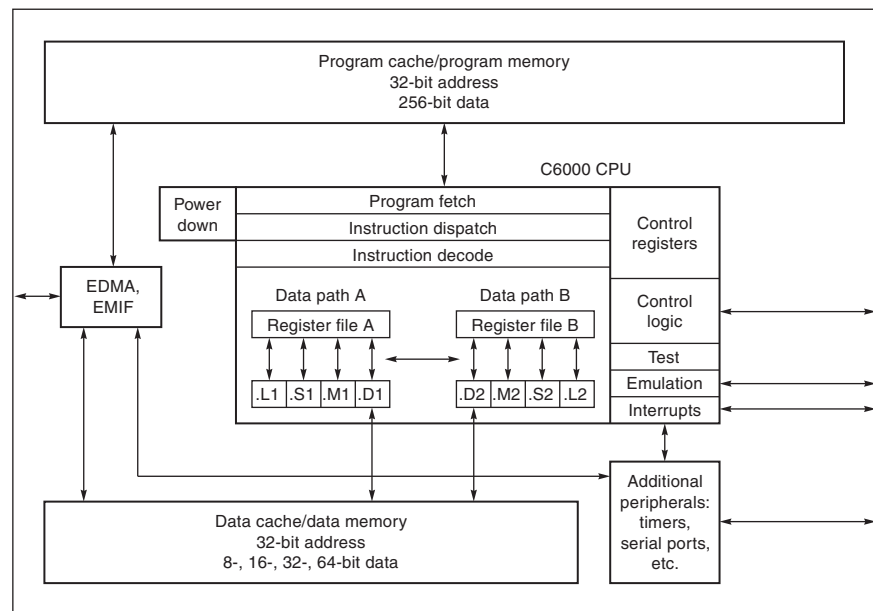 Program cache/program memory
32-bit address
256-bit data
C6000 CPU
Power
down
Program fetch
Instruction dispatch
Instruction decode
Control
registers
EDMA,
EMIF
Data path A
Data path B
Register file A
Register file B
Control
logic
Test
.L1 .S1 .M1 .D1
.D2 .M2 .S2 .L2
Emulation
Interrupts
Data cache/data memory
32-bit address
8-, 16-, 32-, 64-bit data
Additional
peripherals:
timers,
serial ports,
etc.